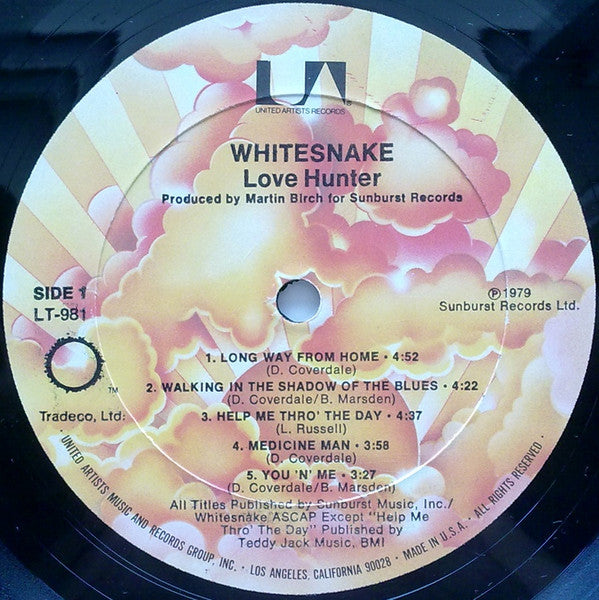 UA
UNITED ARTISTS RECORDS
WHITESNAKE
Love Hunter
Produced by Martin Birch for Sunburst Records
SIDE 1
LT-981
℗ 1979
Sunburst Records Ltd.
TM
Tradeco, Ltd.
1. LONG WAY FROM HOME • 4:52
(D. Coverdale)
2. WALKING IN THE SHADOW OF THE BLUES • 4:22
(D. Coverdale/B. Marsden)
3. HELP ME THRO' THE DAY • 4:37
(L. Russell)
4. MEDICINE MAN • 3:58
(D. Coverdale)
5. YOU 'N' ME • 3:27
(D. Coverdale/B. Marsden)
All Titles Published by Sunburst Music, Inc./
Whitesnake ASCAP Except "Help Me
Thro' The Day" Published by
Teddy Jack Music, BMI
• UNITED ARTISTS MUSIC AND RECORDS GROUP, INC. • LOS ANGELES, CALIFORNIA 90028 • MADE IN U.S.A. • ALL RIGHTS RESERVED •